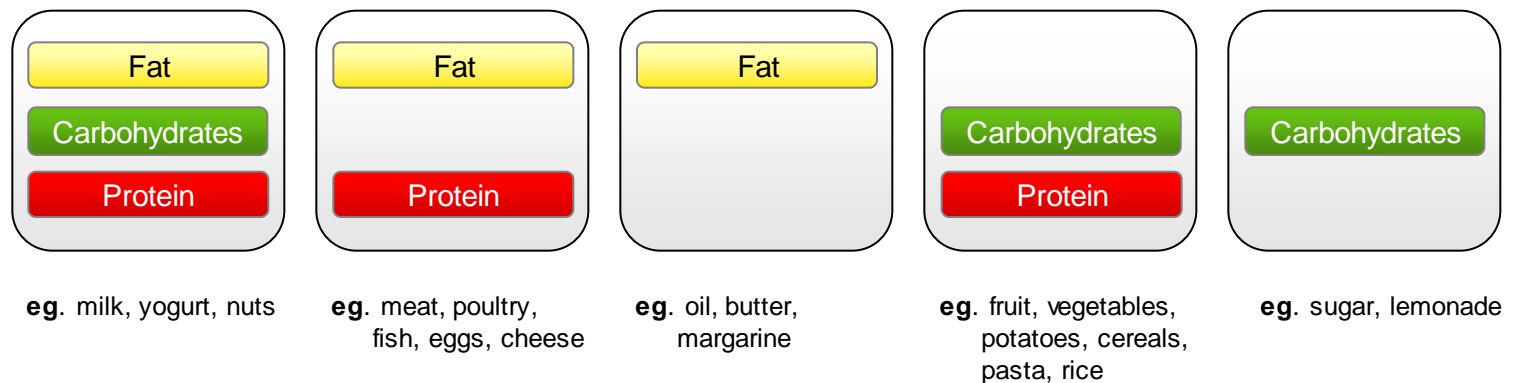 Fat
Carbohydrates
Protein
Fat
Protein
Fat
Carbohydrates
Protein
Carbohydrates
eg. milk, yogurt, nuts
eg. meat, poultry,
fish, eggs, cheese
eg. oil, butter,
margarine
eg. fruit, vegetables,
potatoes, cereals,
pasta, rice
eg. sugar, lemonade